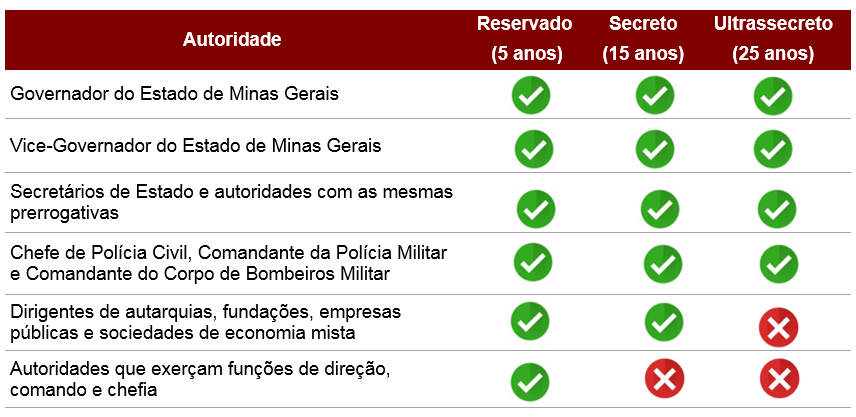 Autoridade
Reservado
(5 anos)
Secreto
(15 anos)
Ultrassecreto
(25 anos)
Governador do Estado de Minas Gerais
Vice-Governador do Estado de Minas Gerais
Secretários de Estado e autoridades com as mesmas
prerrogativas
Chefe de Polícia Civil, Comandante da Polícia Militar
e Comandante do Corpo de Bombeiros Militar
Dirigentes de autarquias, fundações, empresas
públicas e sociedades de economia mista
Autoridades que exerçam funções de direção,
comando e chefia